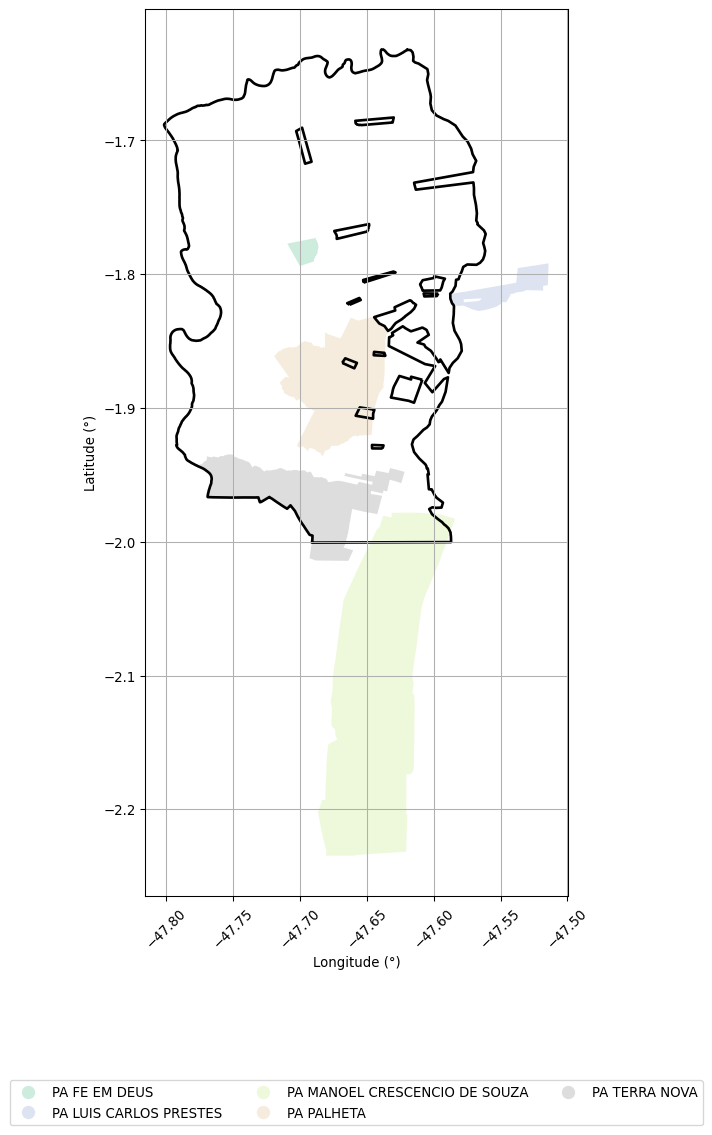 −1.7
−1.8
−1.9
−2.0
−2.1
−2.2
Latitude (°)
−47.80
−47.75
−47.70
−47.65
−47.60
−47.55
−47.50
Longitude (°)
PA FE EM DEUS
PA LUIS CARLOS PRESTES
PA MANOEL CRESCENCIO DE SOUZA
PA PALHETA
PA TERRA NOVA